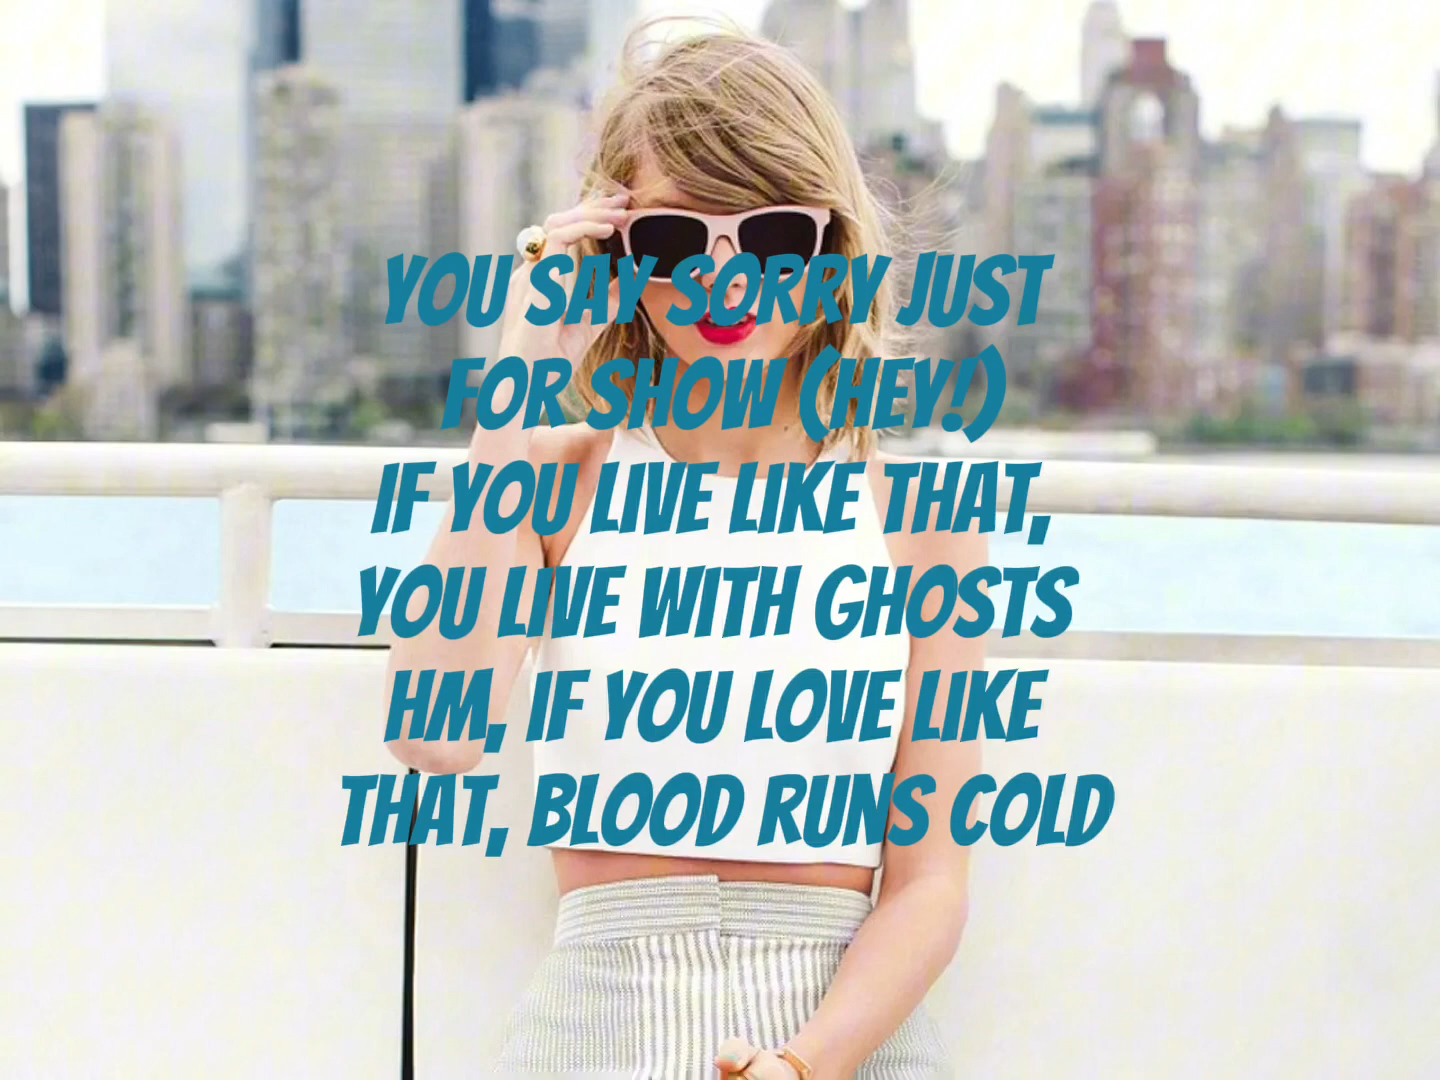 YOU SAY SORRY JUST
FOR SHOW (HEY!)
IF YOU LIVE LIKE THAT,
YOU LIVE WITH GHOSTS
HM, IF YOU LOVE LIKE
THAT, BLOOD RUNS COLD